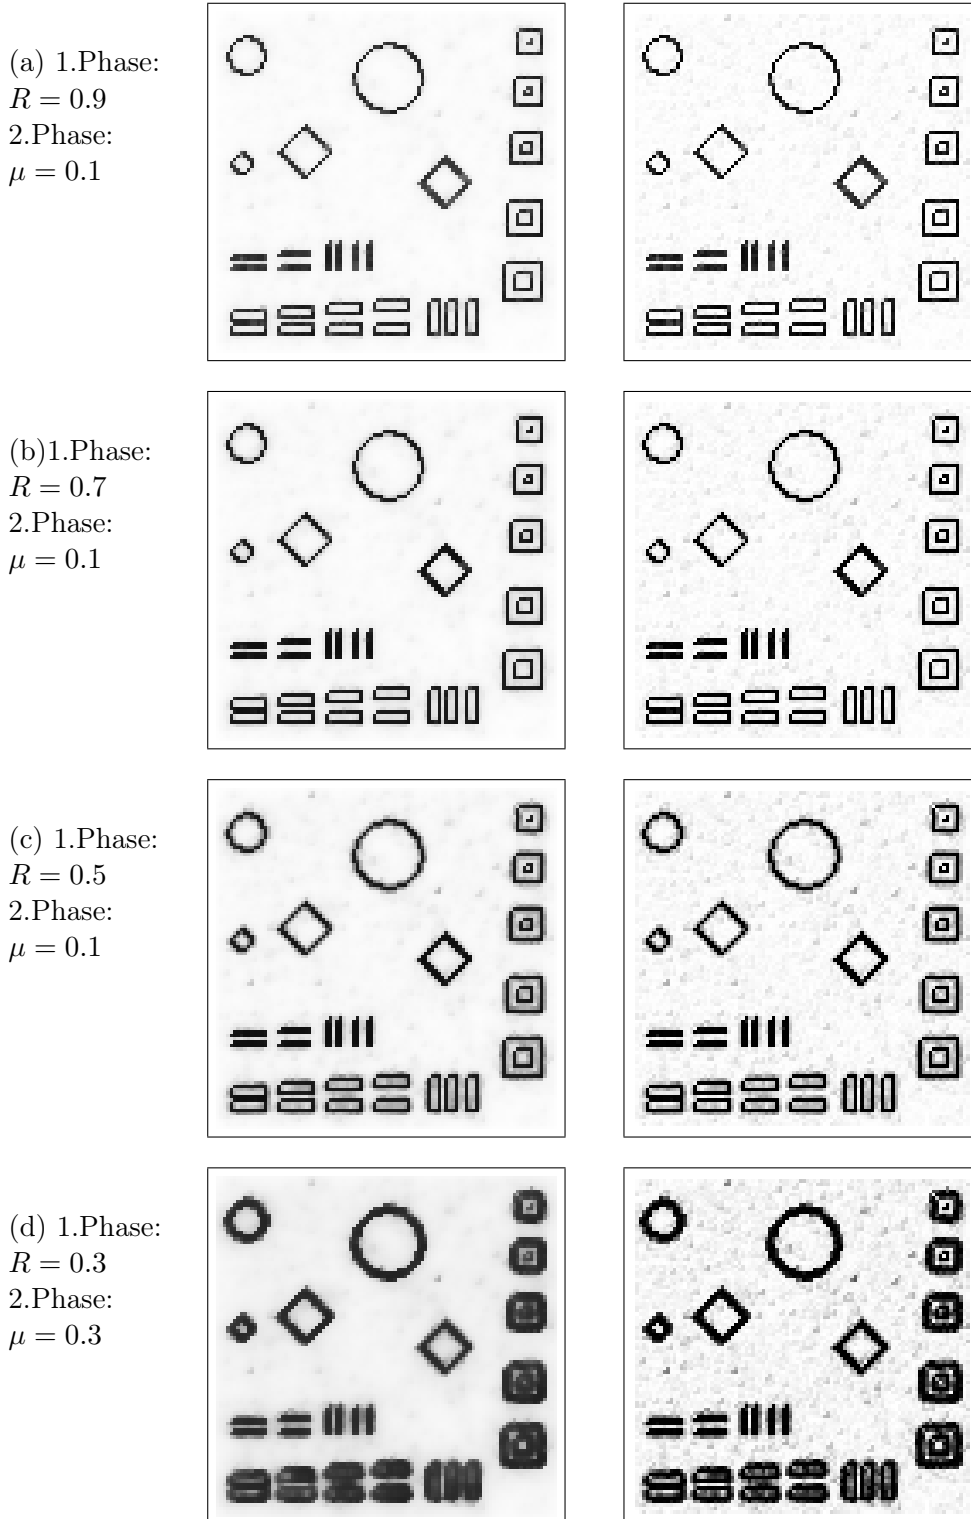 (a) 1.Phase:
R = 0.9
2.Phase:
μ = 0.1
(b)1.Phase:
R = 0.7
2.Phase:
μ = 0.1
(c) 1.Phase:
R = 0.5
2.Phase:
μ = 0.1
(d) 1.Phase:
R = 0.3
2.Phase:
μ = 0.3